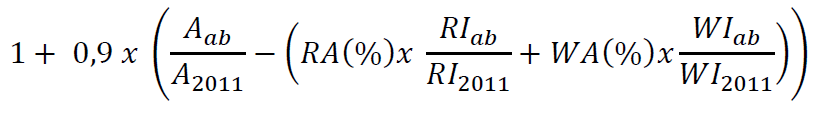 1 + 0,9 x (A_ab/A_2011 − (RA(%)x RI_ab/RI_2011 + WA(%)x WI_ab/WI_2011))